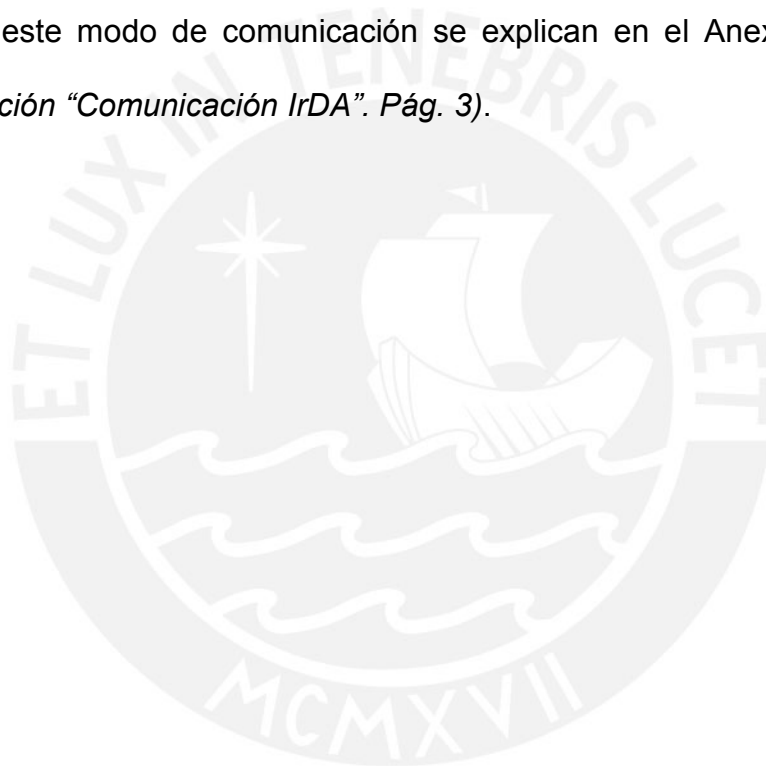 este modo de comunicación se explican en el Anex
ción “Comunicación IrDA”. Pág. 3).
ET LUX IN TENEBRIS LUCET
MCMXVII